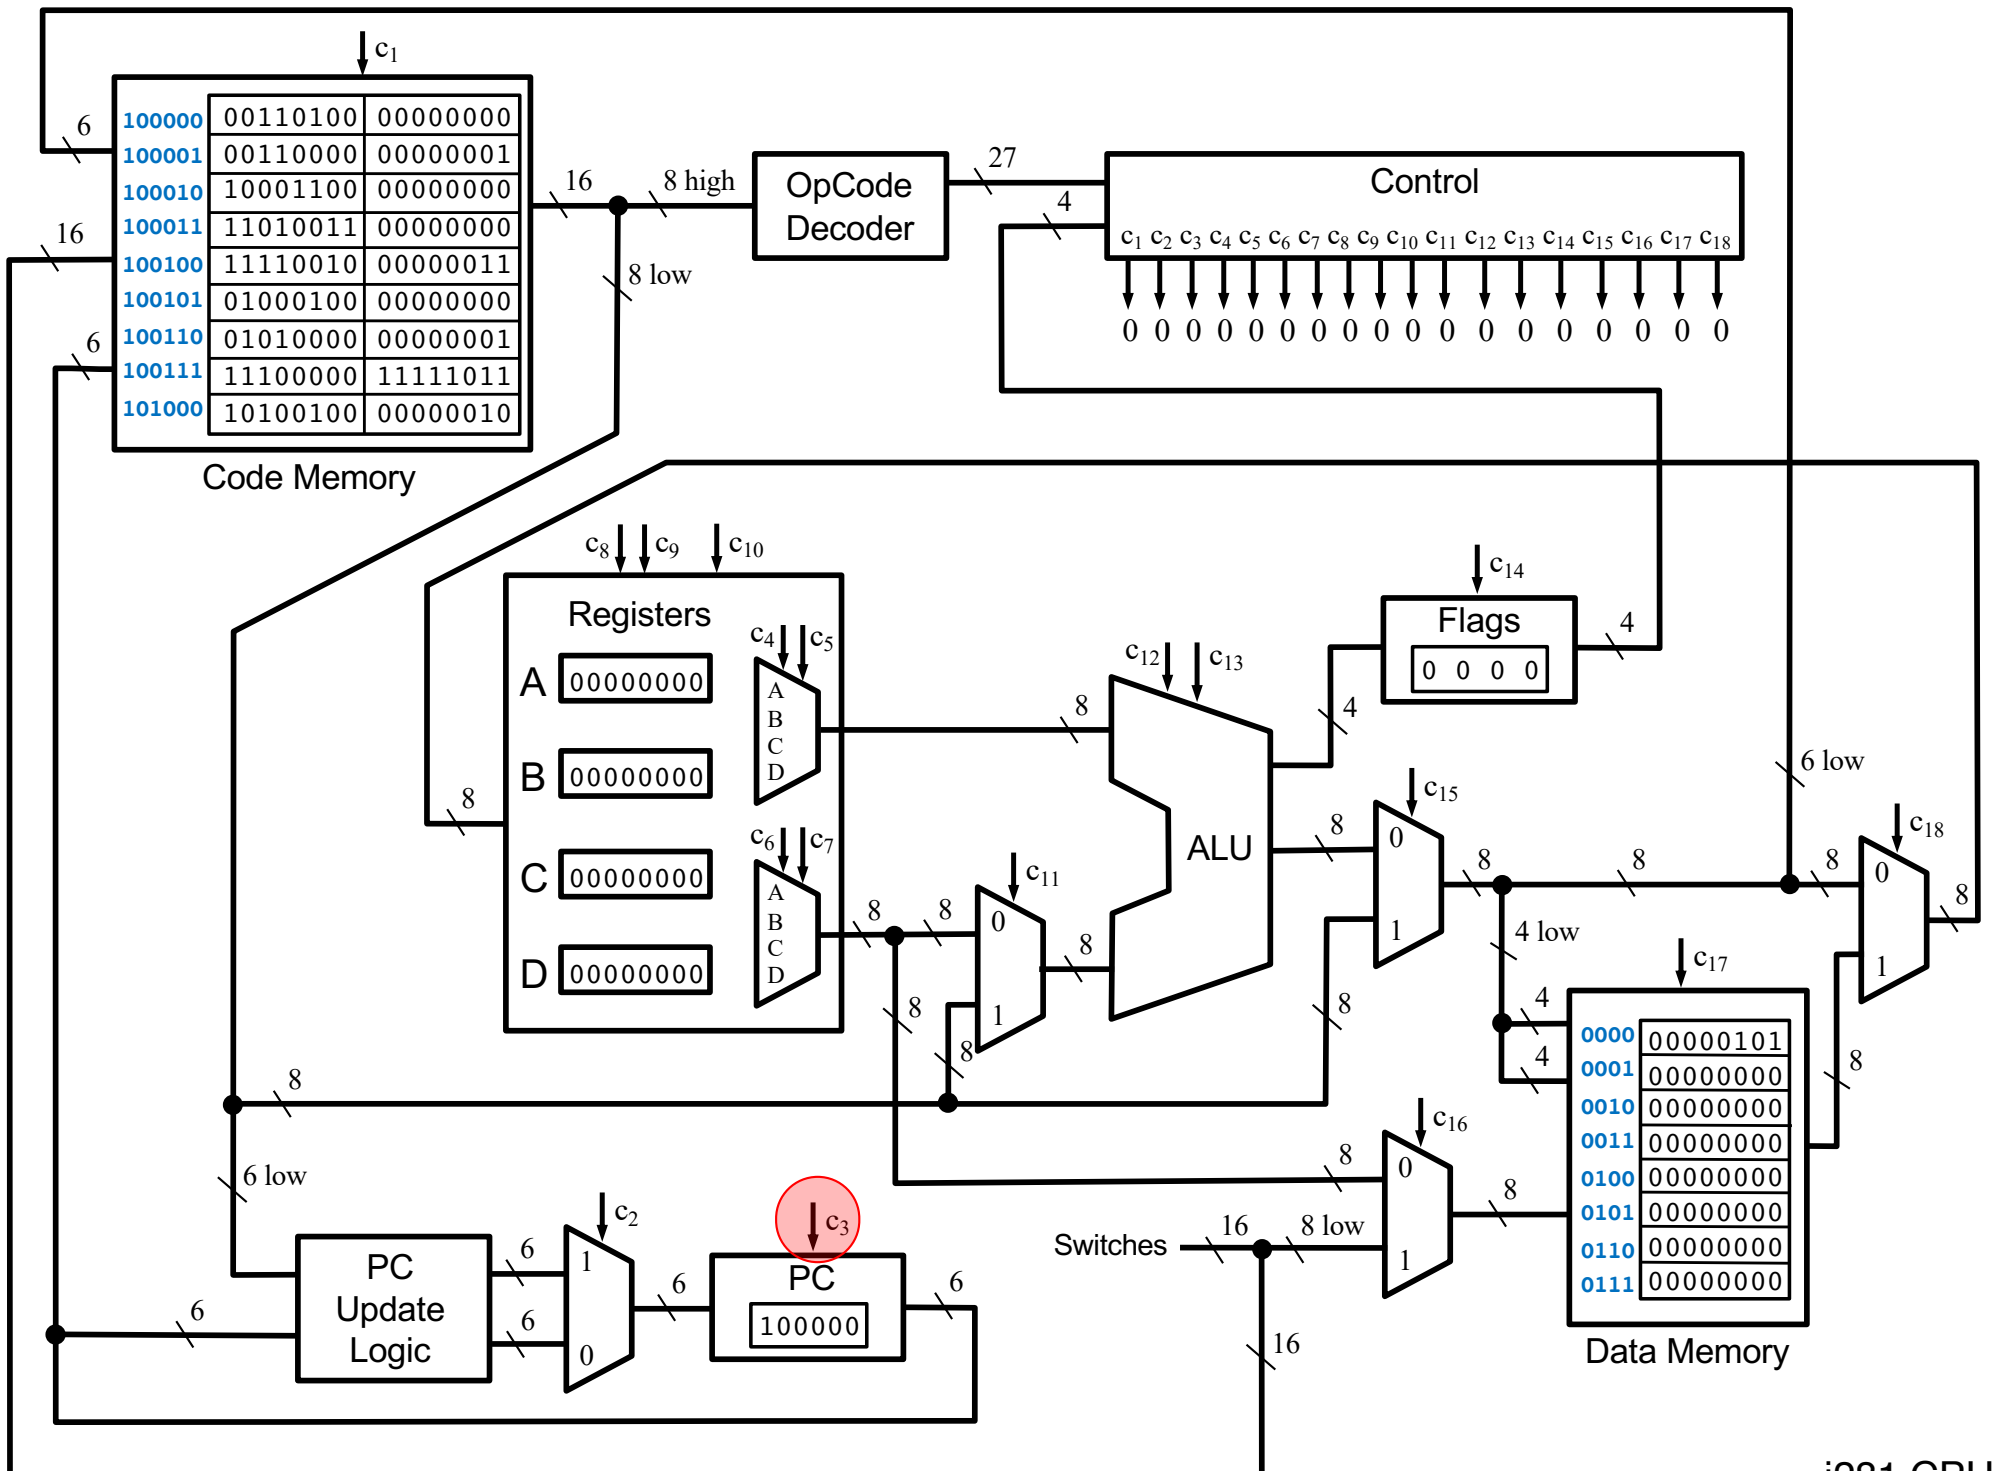 c1
6
16
6
100000 00110100 00000000
100001 00110000 00000001
100010 10001100 00000000
100011 11010011 00000000
100100 11110010 00000011
100101 01000100 00000000
100110 01010000 00000001
100111 11100000 11111011
101000 10100100 00000010
Code Memory
16
8 high
8 low
OpCode
Decoder
27
4
Control
c1 c2 c3 c4 c5 c6 c7 c8 c9 c10 c11 c12 c13 c14 c15 c16 c17 c18
0 0 0 0 0 0 0 0 0 0 0 0 0 0 0 0 0 0
c8 c9 c10
Registers
A 00000000
B 00000000
C 00000000
D 00000000
8
c4 c5
A
B
C
D
c6 c7
A
B
C
D
8
8
8
8
c11
0
1
8
8
c12 c13
ALU
c14
Flags
0 0 0 0
4
4
8
c15
0
1
8
8
8
4 low
6 low
8
c18
0
1
8
4
4
c17
0000 00000101
0001 00000000
0010 00000000
0011 00000000
0100 00000000
0101 00000000
0110 00000000
0111 00000000
Data Memory
8
8
6 low
PC
Update
Logic
6
6
6
c2
1
0
6
c3
PC
100000
6
Switches
16
8 low
16
8
c16
0
1
8